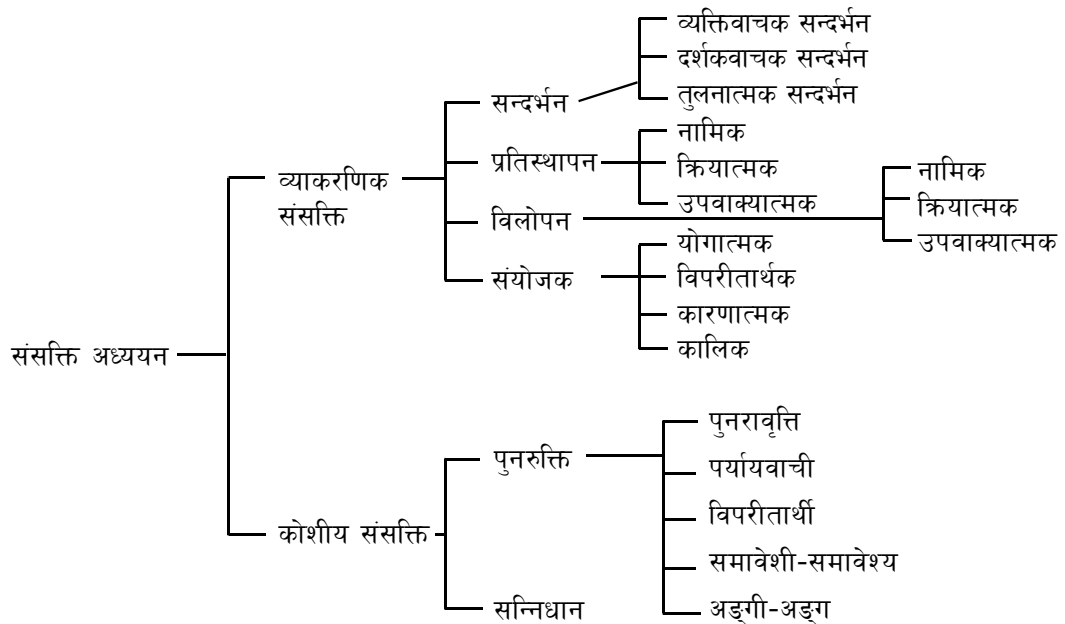 संसक्ति अध्ययन
व्याकरणिक
संसक्ति
सन्दर्भन
व्यक्तिवाचक सन्दर्भन
दर्शकवाचक सन्दर्भन
तुलनात्मक सन्दर्भन
प्रतिस्थापन
नामिक
क्रियात्मक
उपवाक्यात्मक
विलोपन
नामिक
क्रियात्मक
उपवाक्यात्मक
संयोजक
योगात्मक
विपरीतार्थक
कारणात्मक
कालिक
कोशीय संसक्ति
पुनरुक्ति
पुनरावृत्ति
पर्यायवाची
विपरीतार्थी
समावेशी-समावेश्य
अङ्गी-अङ्ग
सन्निधान